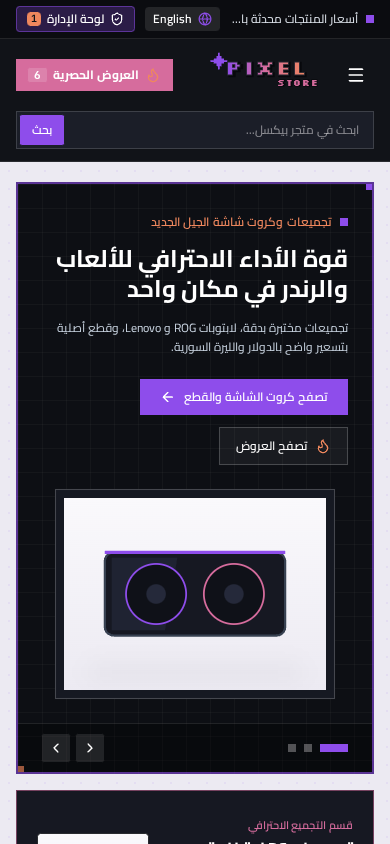 أسعار المنتجات محدثة با...
English
لوحة الإدارة 1
PIXEL
STORE
العروض الحصرية 6
ابحث في متجر بيكسل...
بحث
تجميعات وكروت شاشة الجيل الجديد
قوة الأداء الاحترافي للألعاب
والرندر في مكان واحد
تجميعات مختبرة بدقة، لابتوبات ROG و Lenovo، وقطع أصلية
بتسعير واضح بالدولار والليرة السورية.
تصفح كروت الشاشة والقطع
تصفح العروض
قسم التجميع الاحترافي